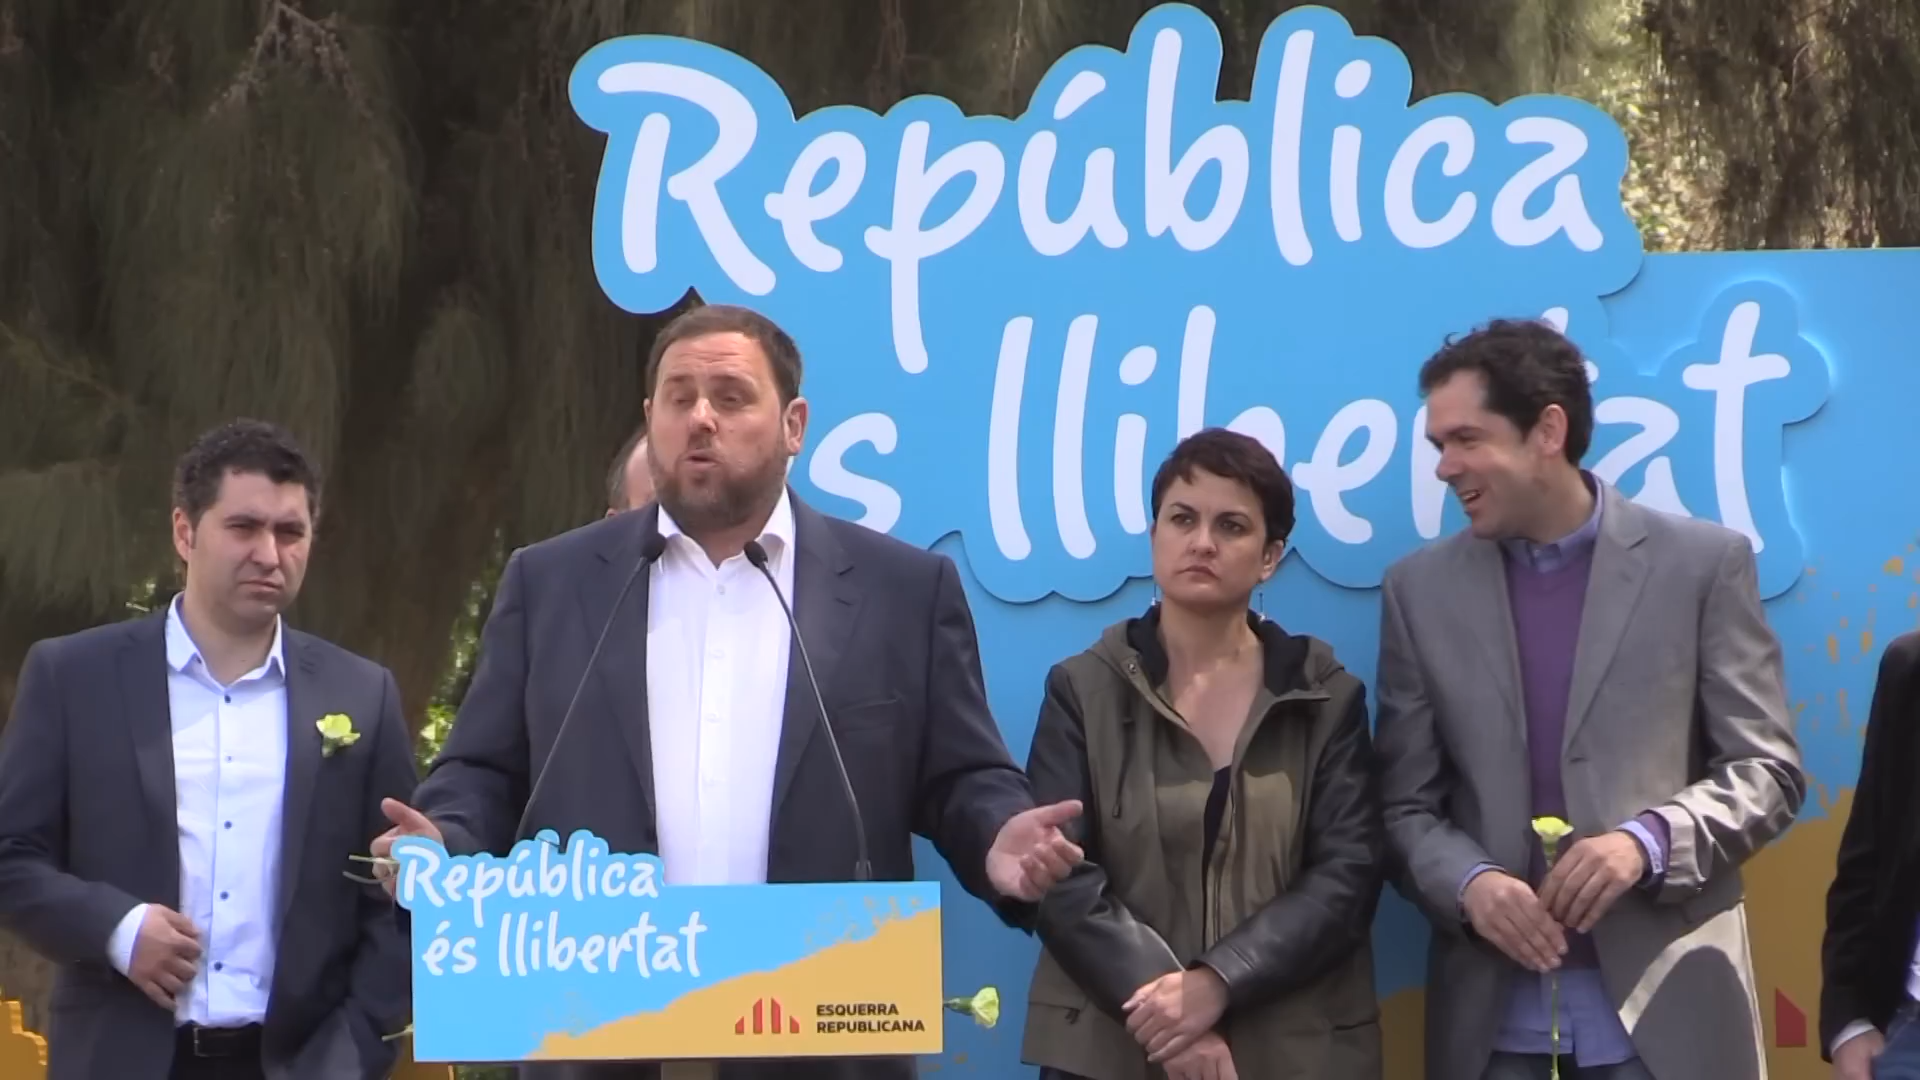 República
és llibertat
República
és llibertat
ESQUERRA
REPUBLICANA